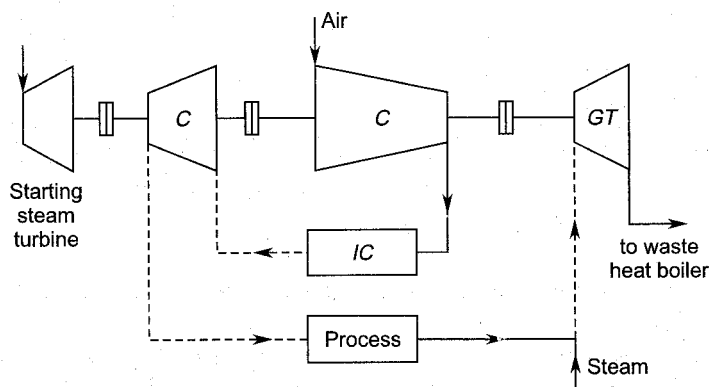 Air
C
C
GT
Starting
steam
turbine
IC
to waste
heat boiler
Process
Steam